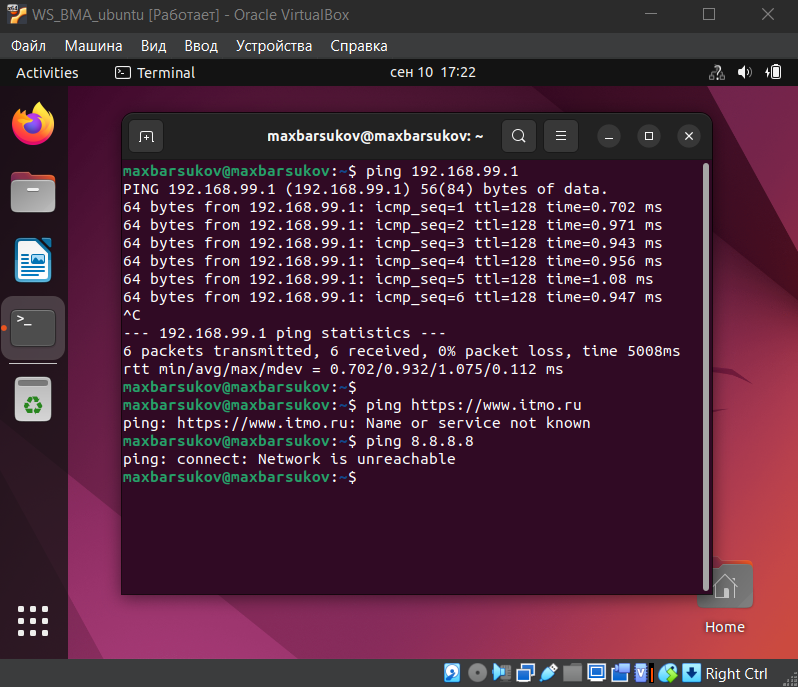 WS_BMA_ubuntu [Работает] - Oracle VirtualBox
Файл Машина Вид Ввод Устройства Справка
Activities Terminal сен 10 17:22
maxbarsukov@maxbarsukov: ~
maxbarsukov@maxbarsukov:~$ ping 192.168.99.1
PING 192.168.99.1 (192.168.99.1) 56(84) bytes of data.
64 bytes from 192.168.99.1: icmp_seq=1 ttl=128 time=0.702 ms
64 bytes from 192.168.99.1: icmp_seq=2 ttl=128 time=0.971 ms
64 bytes from 192.168.99.1: icmp_seq=3 ttl=128 time=0.943 ms
64 bytes from 192.168.99.1: icmp_seq=4 ttl=128 time=0.956 ms
64 bytes from 192.168.99.1: icmp_seq=5 ttl=128 time=1.08 ms
64 bytes from 192.168.99.1: icmp_seq=6 ttl=128 time=0.947 ms
^C
--- 192.168.99.1 ping statistics ---
6 packets transmitted, 6 received, 0% packet loss, time 5008ms
rtt min/avg/max/mdev = 0.702/0.932/1.075/0.112 ms
maxbarsukov@maxbarsukov:~$
maxbarsukov@maxbarsukov:~$ ping https://www.itmo.ru
ping: https://www.itmo.ru: Name or service not known
maxbarsukov@maxbarsukov:~$ ping 8.8.8.8
ping: connect: Network is unreachable
maxbarsukov@maxbarsukov:~$
Home
Right Ctrl